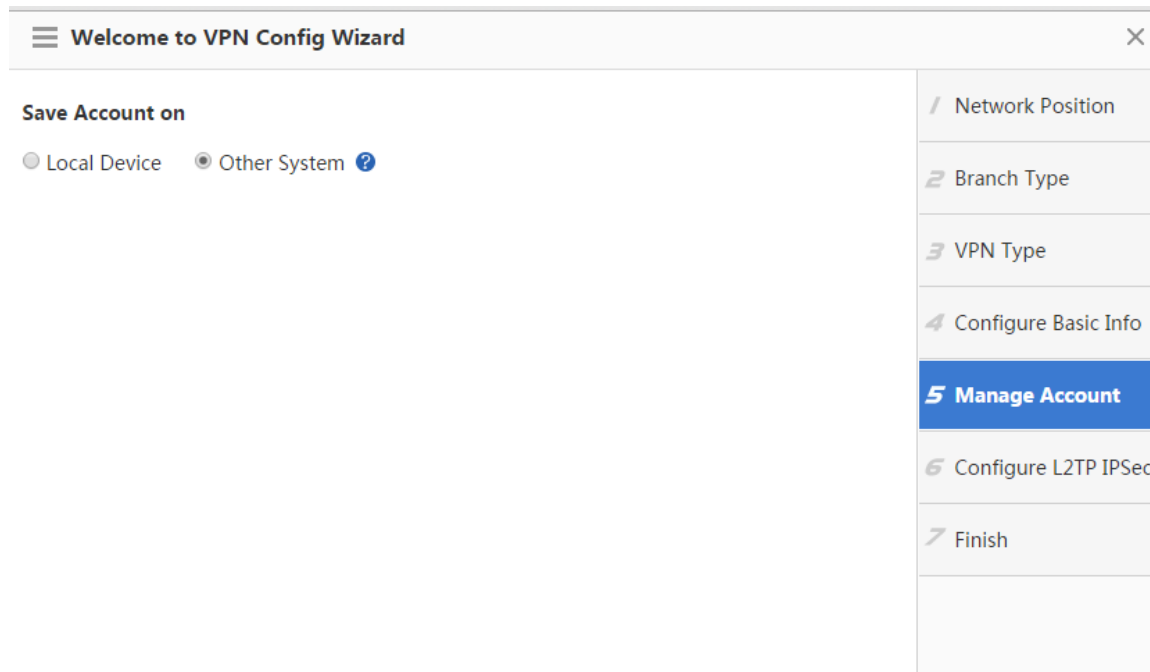 Welcome to VPN Config Wizard
Save Account on
Local Device Other System ?
1 Network Position
2 Branch Type
3 VPN Type
4 Configure Basic Info
5 Manage Account
6 Configure L2TP IPSec
7 Finish